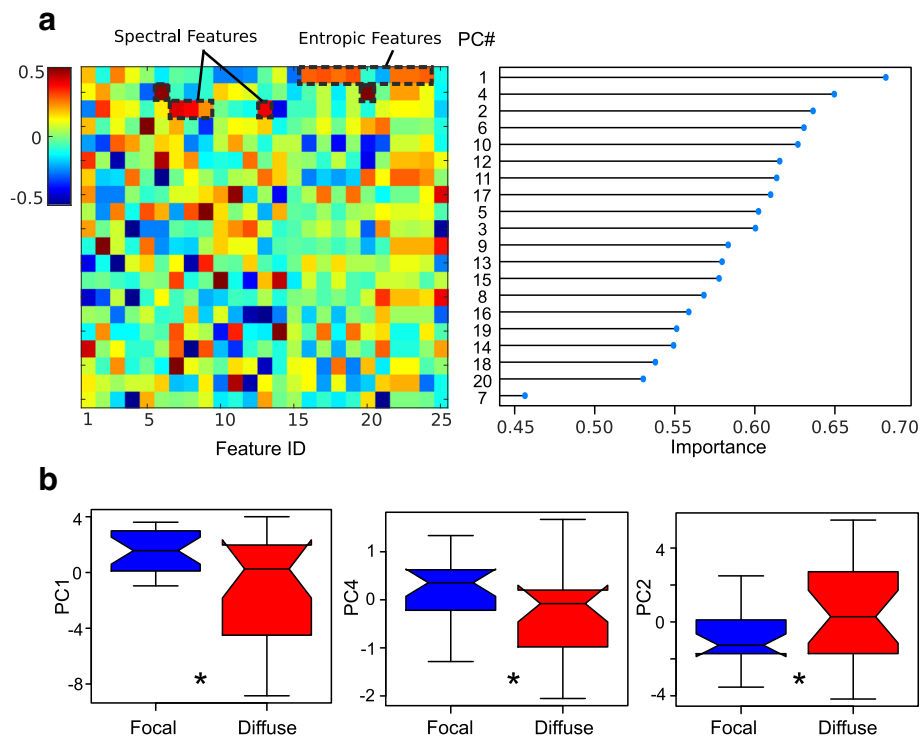 a
Spectral Features
Entropic Features
PC#
0.5
0
-0.5
1 5 10 15 20 25
Feature ID
1
4
2
6
10
12
11
17
5
3
9
13
15
8
16
19
14
18
20
7
0.45 0.50 0.55 0.60 0.65 0.70
Importance
b
PC1
4
0
-4
-8
*
Focal Diffuse
PC4
1
0
-1
-2
*
Focal Diffuse
PC2
4
0
-4
*
Focal Diffuse